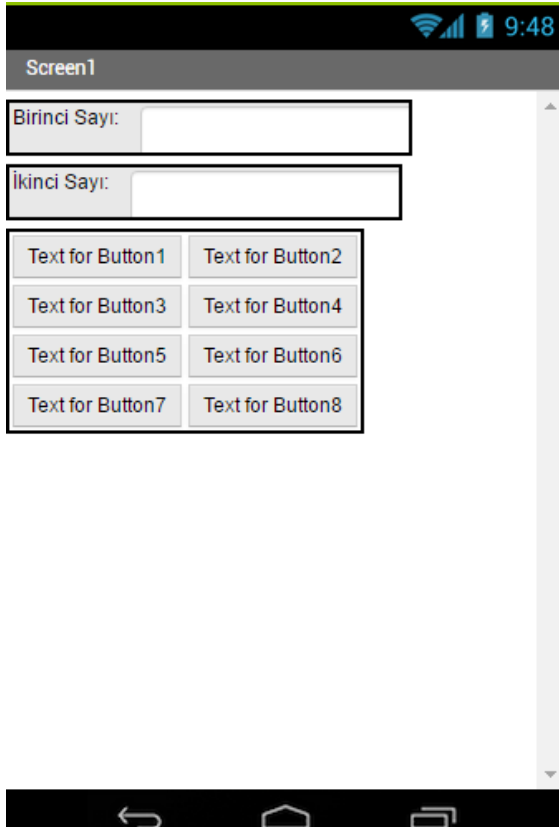 9:48
Screen1
Birinci Sayı:
İkinci Sayı:
Text for Button1 Text for Button2
Text for Button3 Text for Button4
Text for Button5 Text for Button6
Text for Button7 Text for Button8